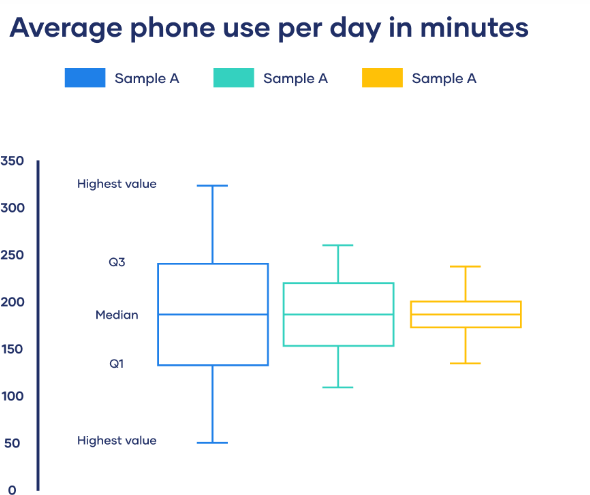 Average phone use per day in minutes
Sample A Sample A Sample A
350
Highest value
300
250
Q3
200
Median
150
Q1
100
50
Highest value
0